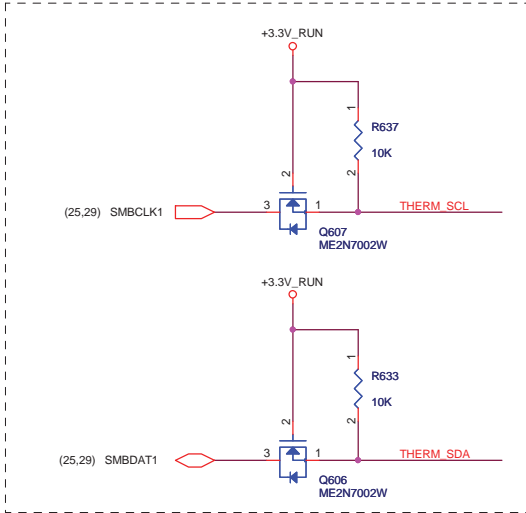 +3.3V_RUN
1
R637
10K
2
2
(25,29) SMBCLK1
3
1
THERM_SCL
Q607
ME2N7002W
+3.3V_RUN
1
R633
10K
2
2
(25,29) SMBDAT1
3
1
THERM_SDA
Q606
ME2N7002W